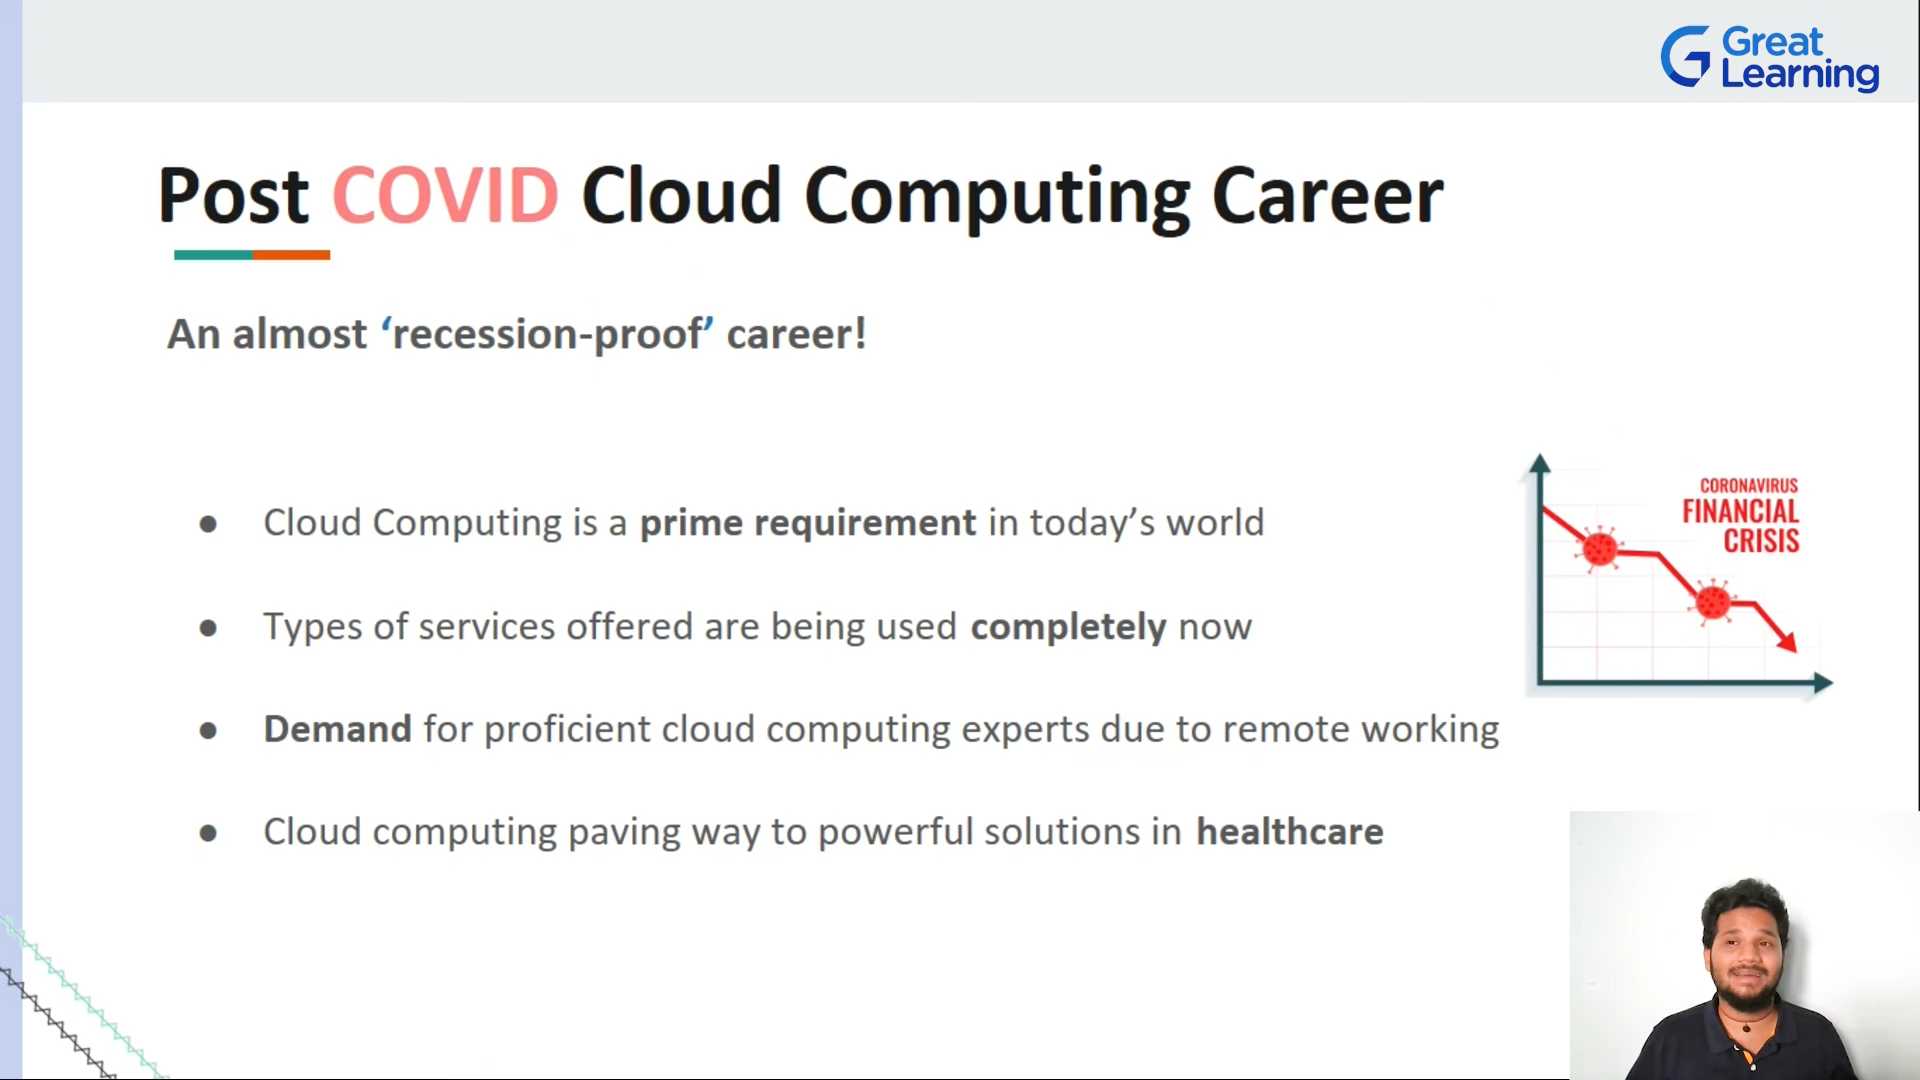 Great
Learning
Post COVID Cloud Computing Career
An almost ‘recession-proof’ career!
● Cloud Computing is a prime requirement in today’s world
● Types of services offered are being used completely now
● Demand for proficient cloud computing experts due to remote working
● Cloud computing paving way to powerful solutions in healthcare
CORONAVIRUS
FINANCIAL
CRISIS